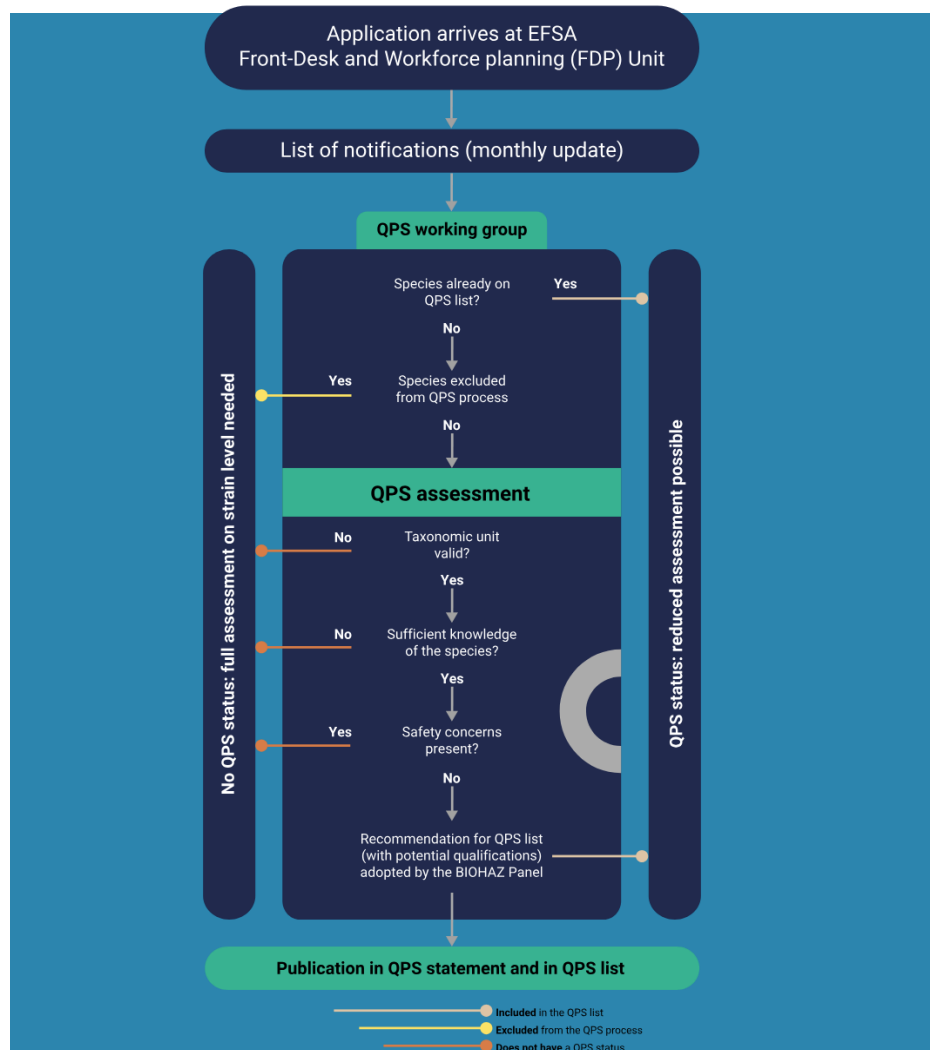 Application arrives at EFSA
Front-Desk and Workforce planning (FDP) Unit
List of notifications (monthly update)
QPS working group
Species already on
QPS list?
Yes
No
Species excluded
from QPS process
Yes
No
QPS assessment
Taxonomic unit
valid?
No
Yes
Sufficient knowledge
of the species?
No
Yes
Safety concerns
present?
Yes
No
Recommendation for QPS list
(with potential qualifications)
adopted by the BIOHAZ Panel
No QPS status: full assessment on strain level needed
QPS status: reduced assessment possible
Publication in QPS statement and in QPS list
Included in the QPS list
Excluded from the QPS process
Does not have a QPS status